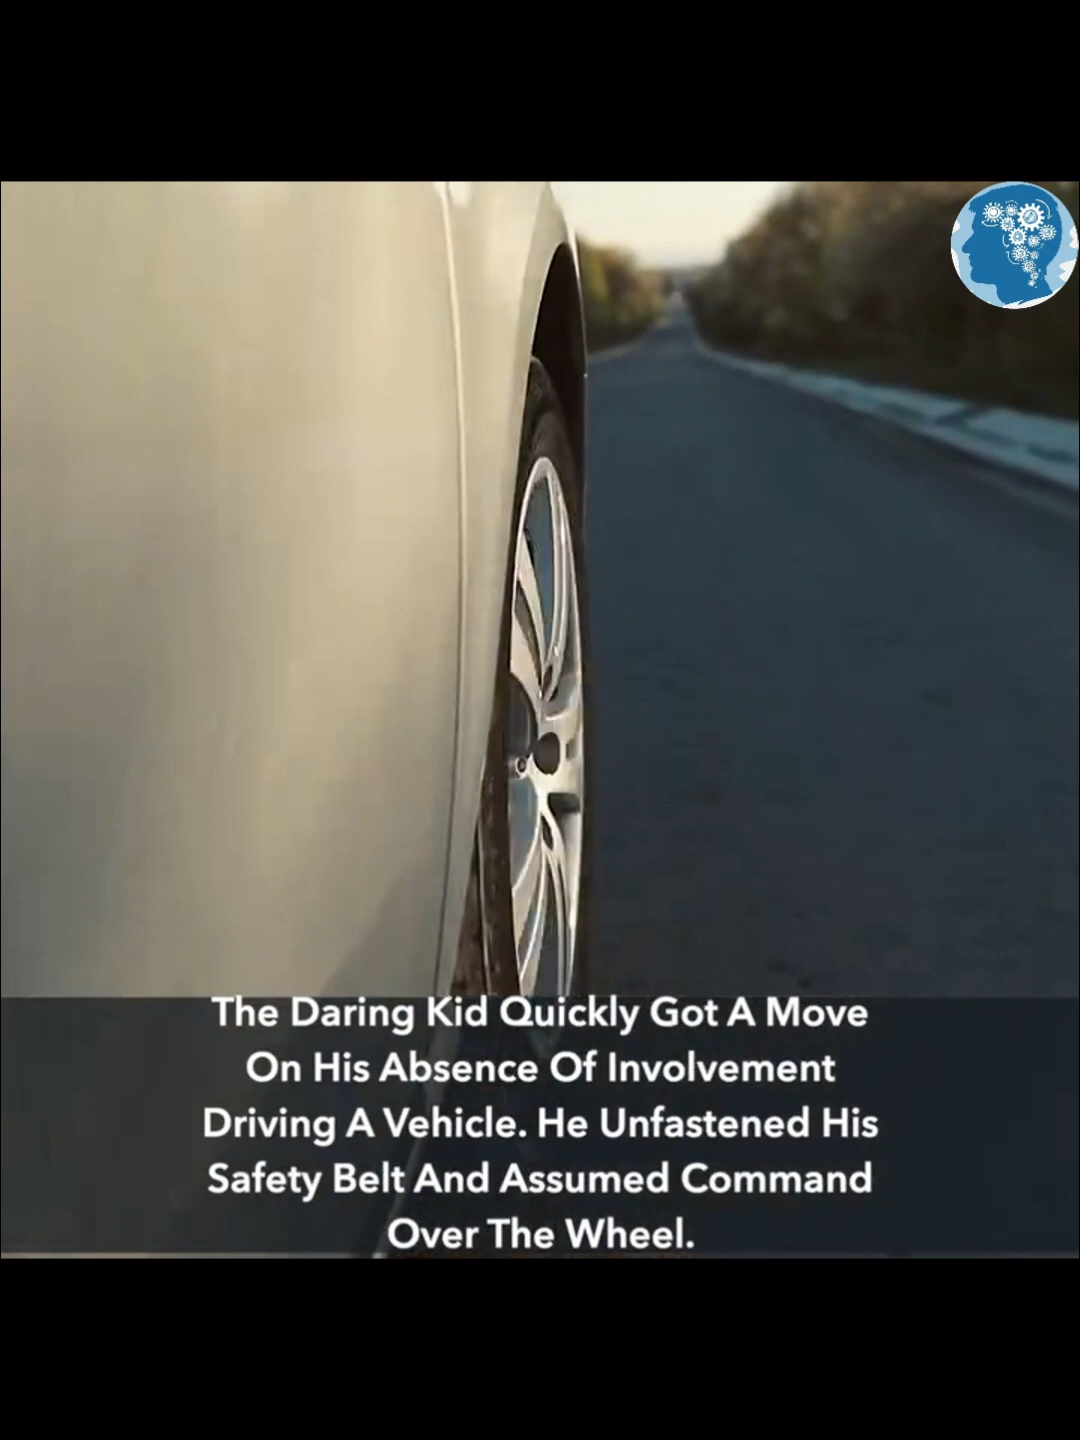 The Daring Kid Quickly Got A Move
On His Absence Of Involvement
Driving A Vehicle. He Unfastened His
Safety Belt And Assumed Command
Over The Wheel.